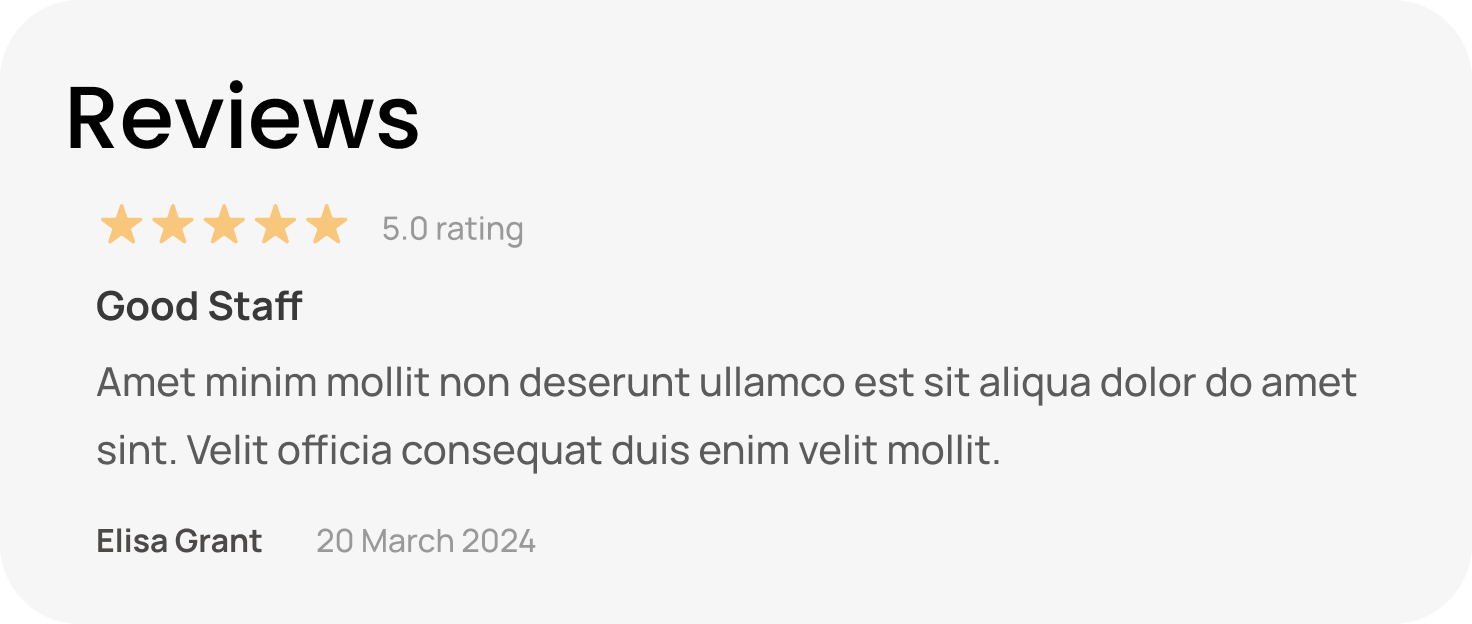 Reviews
5.0 rating
Good Staff
Amet minim mollit non deserunt ullamco est sit aliqua dolor do amet
sint. Velit officia consequat duis enim velit mollit.
Elisa Grant 20 March 2024